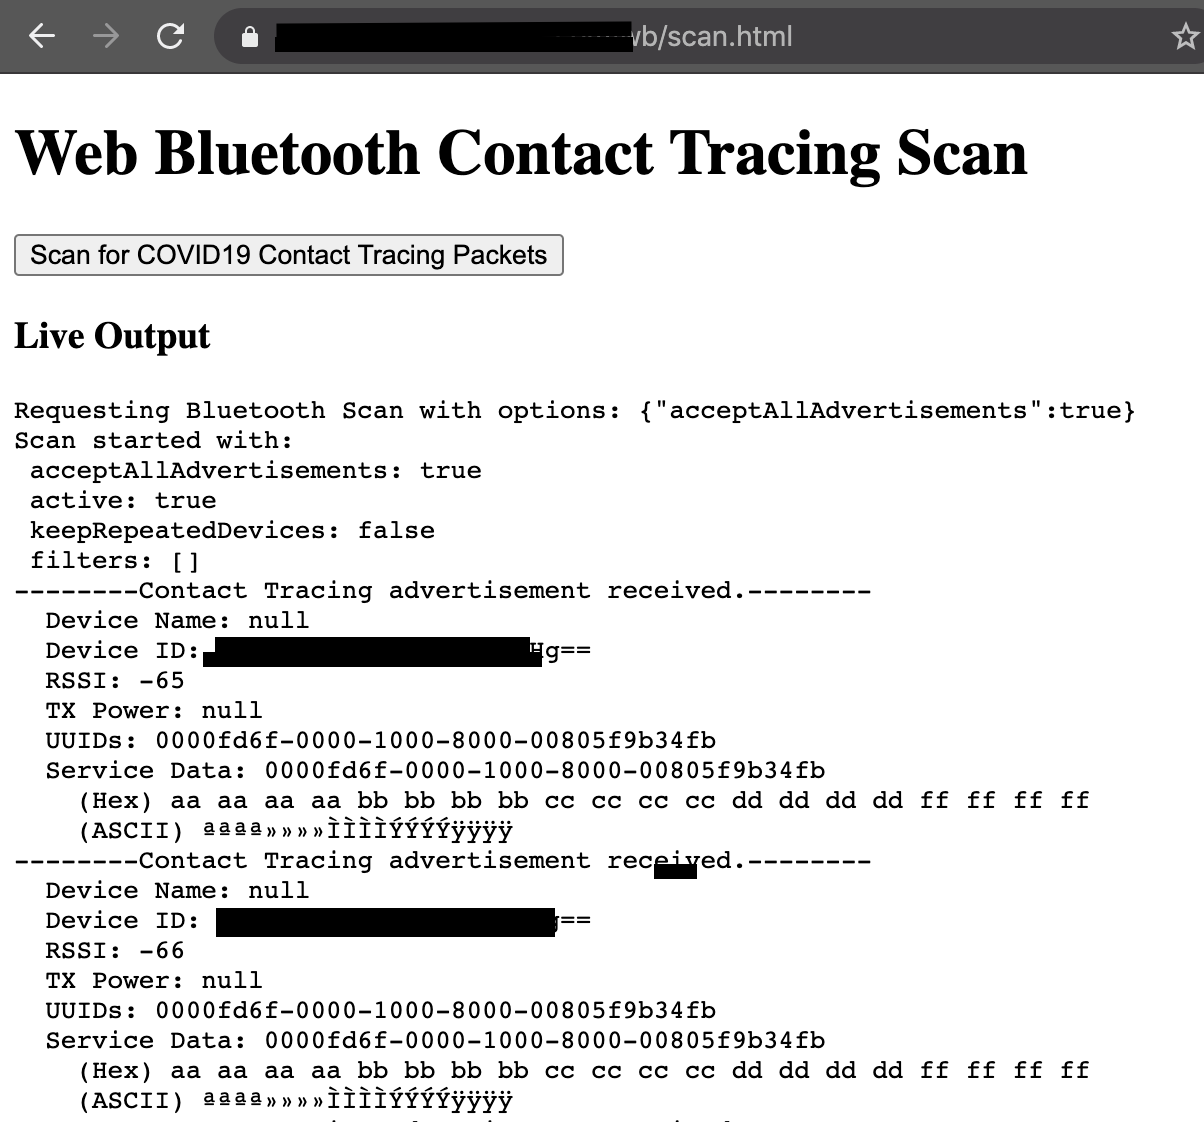 wb/scan.html
Web Bluetooth Contact Tracing Scan
Scan for COVID19 Contact Tracing Packets
Live Output
Requesting Bluetooth Scan with options: {"acceptAllAdvertisements":true}
Scan started with:
acceptAllAdvertisements: true
active: true
keepRepeatedDevices: false
filters: []
--------Contact Tracing advertisement received.--------
Device Name: null
Device ID: Hg==
RSSI: -65
TX Power: null
UUIDs: 0000fd6f-0000-1000-8000-00805f9b34fb
Service Data: 0000fd6f-0000-1000-8000-00805f9b34fb
(Hex) aa aa aa aa bb bb bb bb cc cc cc cc dd dd dd dd ff ff ff ff
(ASCII) ªªªª»»»»ÌÌÌÌÝÝÝÝÿÿÿÿ
--------Contact Tracing advertisement received.--------
Device Name: null
Device ID: g==
RSSI: -66
TX Power: null
UUIDs: 0000fd6f-0000-1000-8000-00805f9b34fb
Service Data: 0000fd6f-0000-1000-8000-00805f9b34fb
(Hex) aa aa aa aa bb bb bb bb cc cc cc cc dd dd dd dd ff ff ff ff
(ASCII) ªªªª»»»»ÌÌÌÌÝÝÝÝÿÿÿÿ